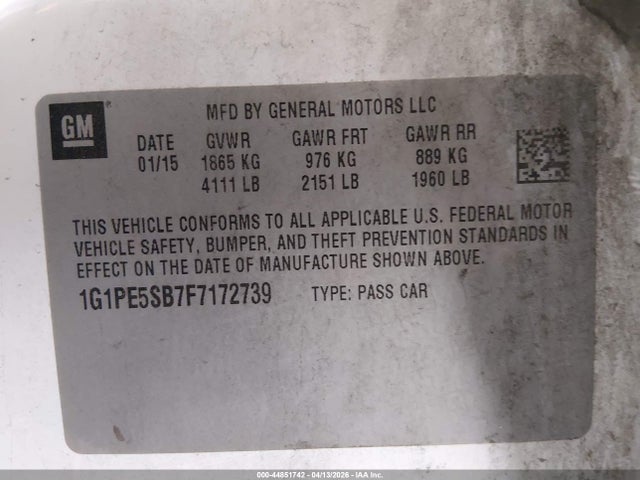 GM
MFD BY GENERAL MOTORS LLC
DATE GVWR GAWR FRT GAWR RR
01/15 1865 KG 976 KG 889 KG
4111 LB 2151 LB 1960 LB
THIS VEHICLE CONFORMS TO ALL APPLICABLE U.S. FEDERAL MOTOR
VEHICLE SAFETY, BUMPER, AND THEFT PREVENTION STANDARDS IN
EFFECT ON THE DATE OF MANUFACTURE SHOWN ABOVE.
1G1PE5SB7F7172739 TYPE: PASS CAR
000-44851742 - 04/13/2026 - IAA Inc.